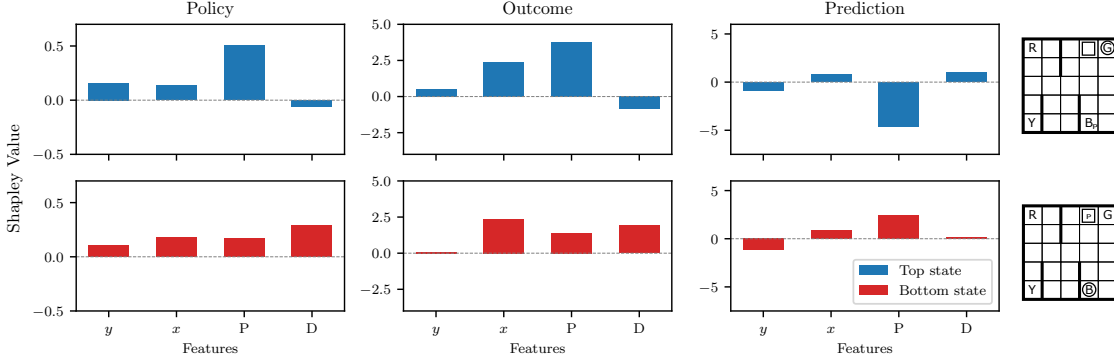 Policy
Outcome
Prediction
Shapley Value
0.5
0.0
−0.5
5.0
2.5
0.0
−2.5
5
0
−5
R
G
Y
B P
0.5
0.0
−0.5
5.0
2.5
0.0
−2.5
5
0
−5
Top state
Bottom state
R
P
G
Y
B
y x P D
y x P D
y x P D
Features
Features
Features